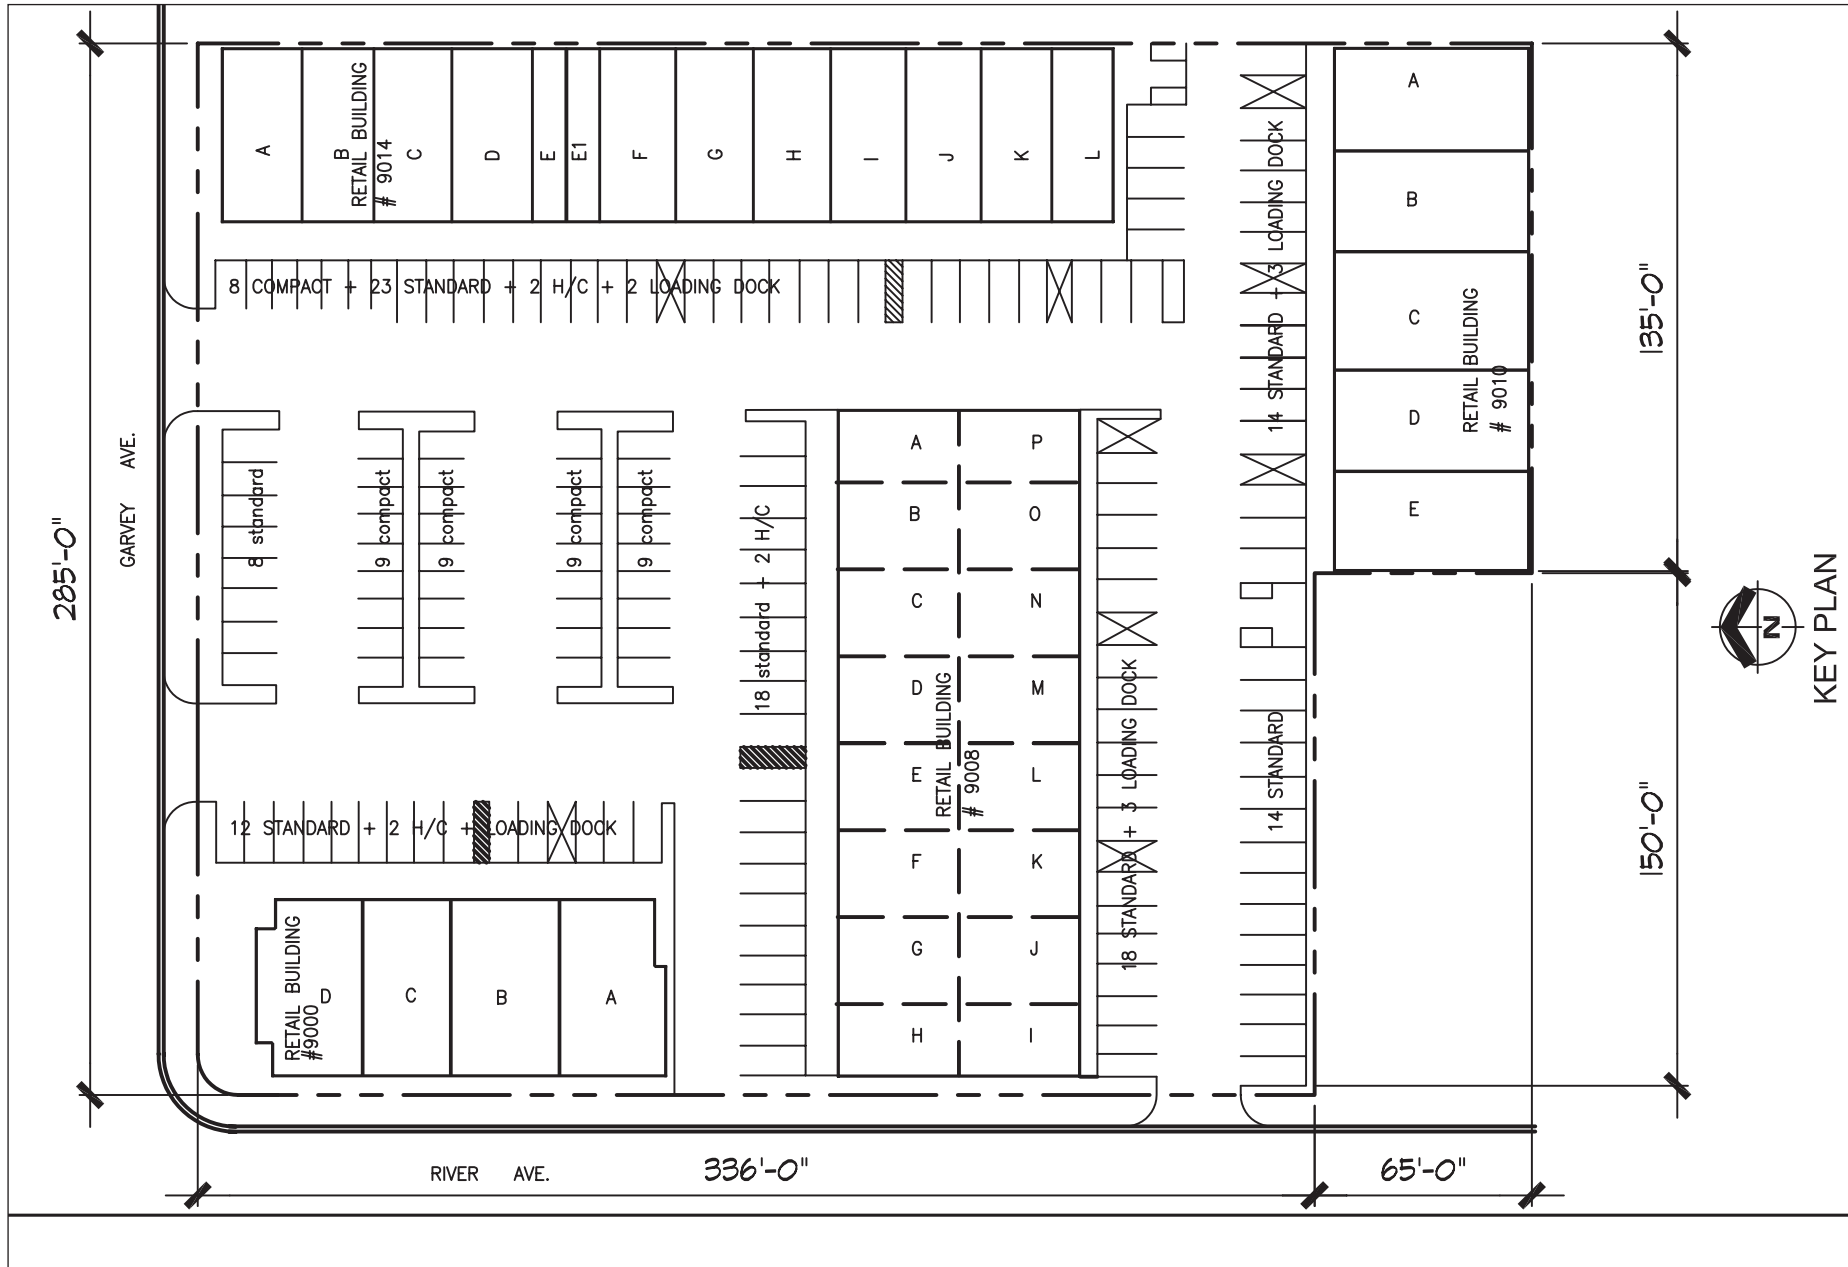 A
B
C
D
E
E1
F
G
H
I
J
K
L
RETAIL BUILDING
# 9014
8 COMPACT + 23 STANDARD + 2 H/C + 2 LOADING DOCK
14 STANDARD + 3 LOADING DOCK
A
B
C
D
E
RETAIL BUILDING
# 9010
135'-0"
285'-0"
GARVEY AVE.
8 standard
9 compact
9 compact
9 compact
9 compact
18 standard + 2 H/C
A
P
B
O
C
N
D
M
E
L
F
K
G
J
H
I
RETAIL BUILDING
# 9008
18 STANDARD + 3 LOADING DOCK
14 STANDARD
150'-0"
N
KEY PLAN
12 STANDARD + 2 H/C + LOADING DOCK
RETAIL BUILDING
#9000
D
C
B
A
RIVER AVE.
336'-0"
65'-0"